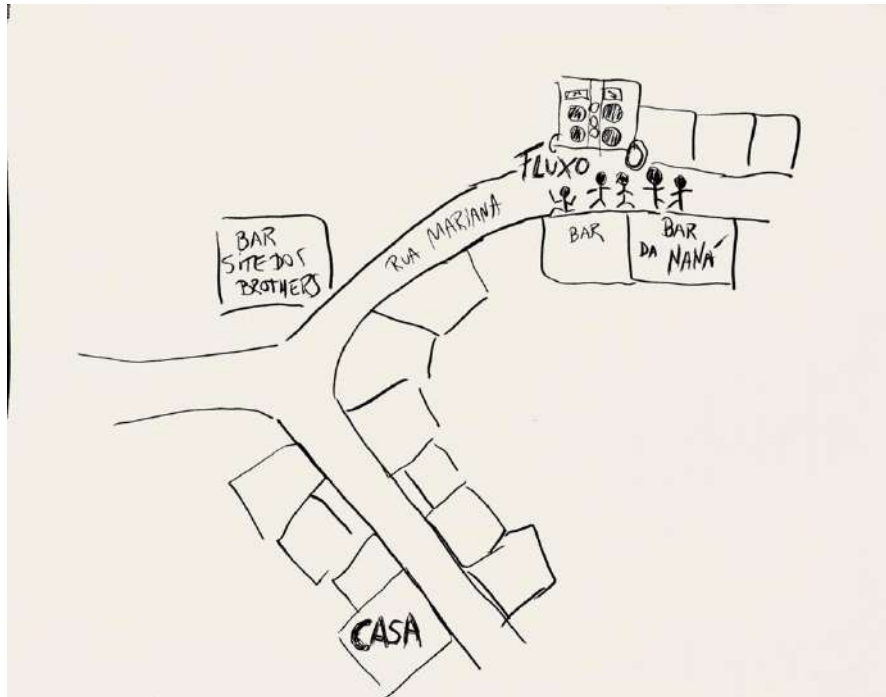 FLUXO
RUA MARIANA
BAR
SITE DOS
BROTHERS
BAR
BAR
DA NANÁ
CASA